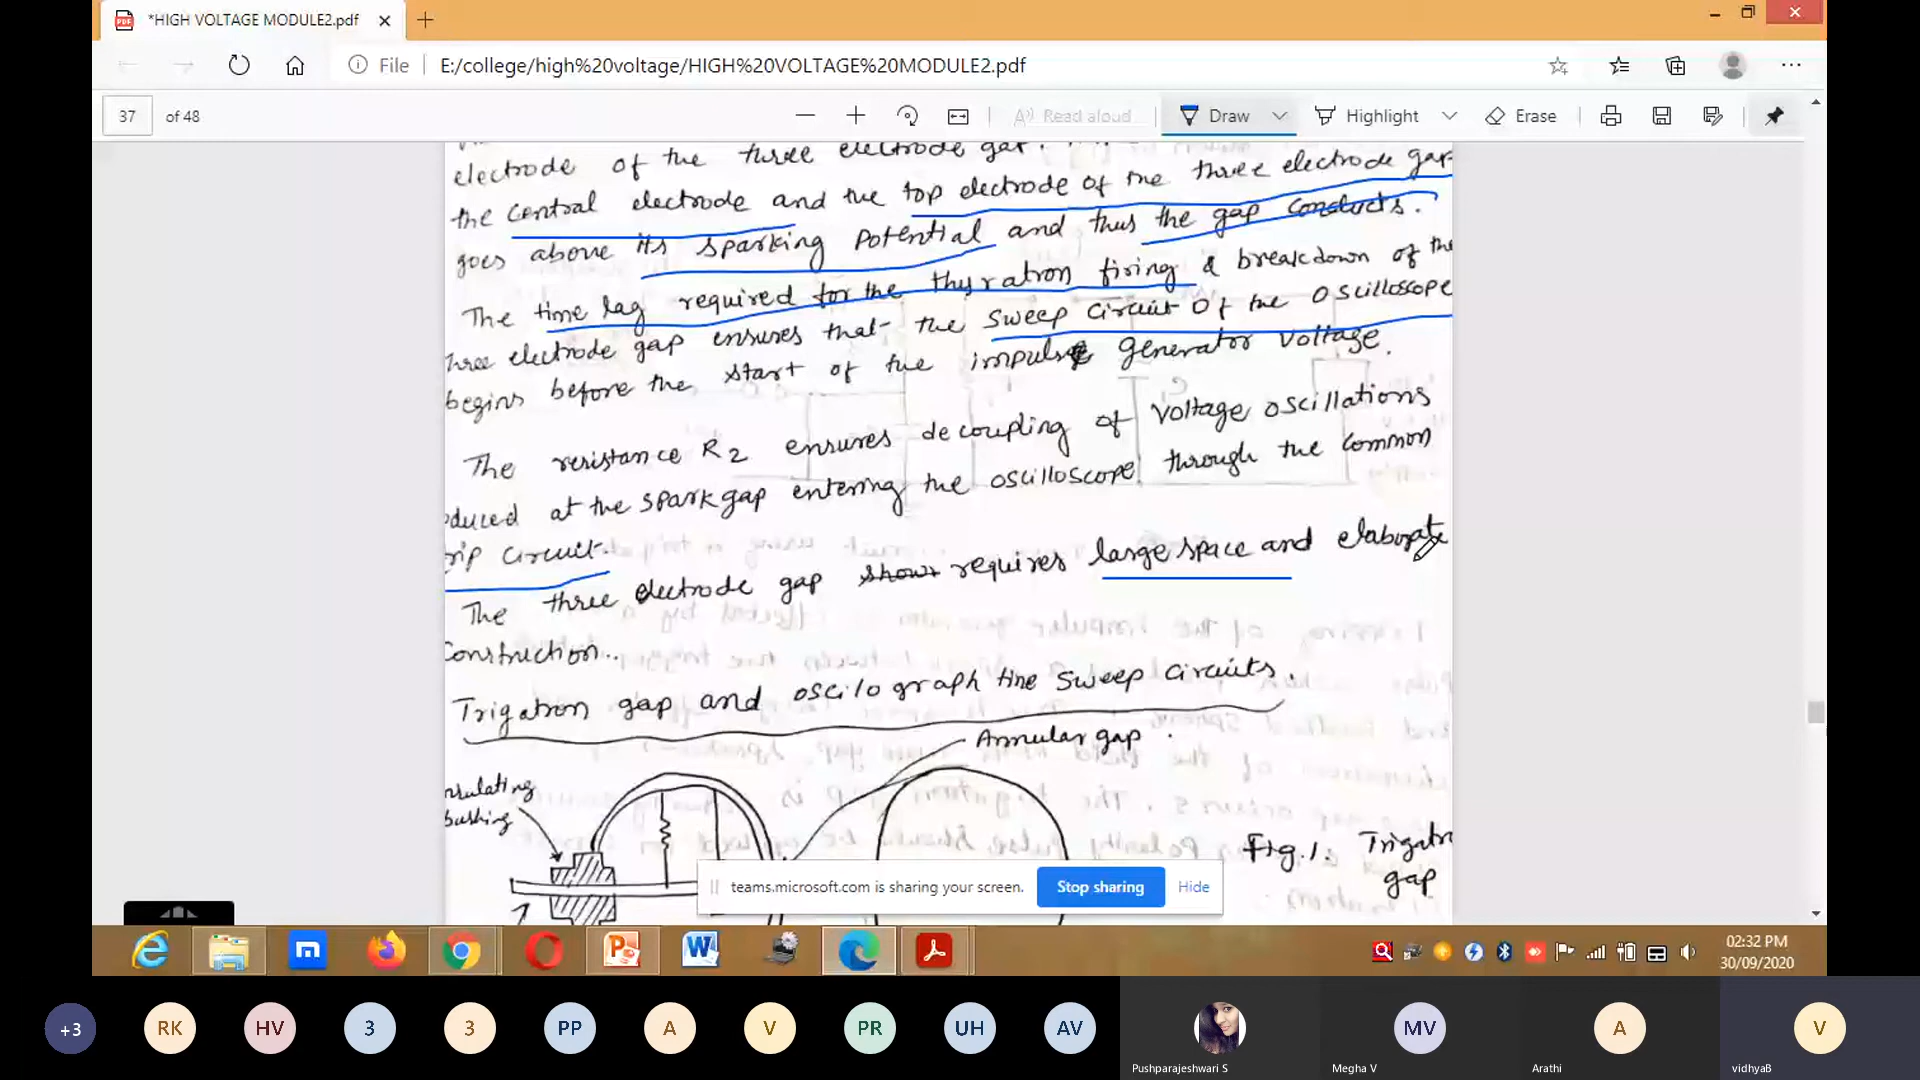 *HIGH VOLTAGE MODULE2.pdf
File E:/college/high%20voltage/HIGH%20VOLTAGE%20MODULE2.pdf
37 of 48 Read aloud Draw Highlight Erase
electrode of the three electrode gap.
the central electrode and the top electrode of the three electrode gap
goes above its sparking potential and thus the gap conducts.
The time lag required for the thyratron firing & breakdown of the
three electrode gap ensures that the sweep circuit of the oscilloscope
begins before the start of the impulse generator voltage.
The resistance R2 ensures decoupling of voltage oscillations
oduced at the spark gap entering the oscilloscope through the common
rip circuit.
The three electrode gap show requires large space and elaborate
construction..
Trigatron gap and oscilograph time sweep circuits.
Annular gap.
nsulating
bushing
Fig.1. Trigatro
gap
teams.microsoft.com is sharing your screen. Stop sharing Hide
02:32 PM
30/09/2020
+3 RK HV 3 3 PP A V PR UH AV MV A V
Pushparajeshwari S Megha V Arathi vidhyaB